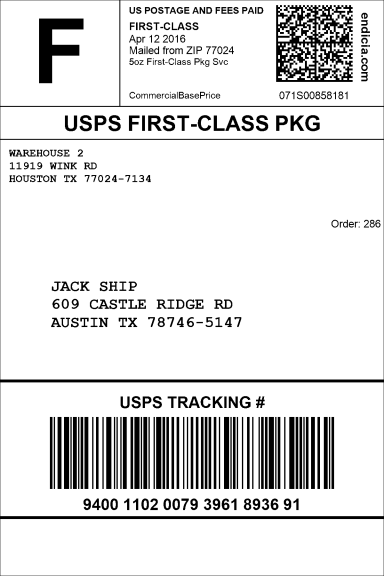 F
US POSTAGE AND FEES PAID
FIRST-CLASS
Apr 12 2016
Mailed from ZIP 77024
5oz First-Class Pkg Svc
CommercialBasePrice
071S00858181
endicia.com
USPS FIRST-CLASS PKG
WAREHOUSE 2
11919 WINK RD
HOUSTON TX 77024-7134
Order: 286
JACK SHIP
609 CASTLE RIDGE RD
AUSTIN TX 78746-5147
USPS TRACKING #
9400 1102 0079 3961 8936 91